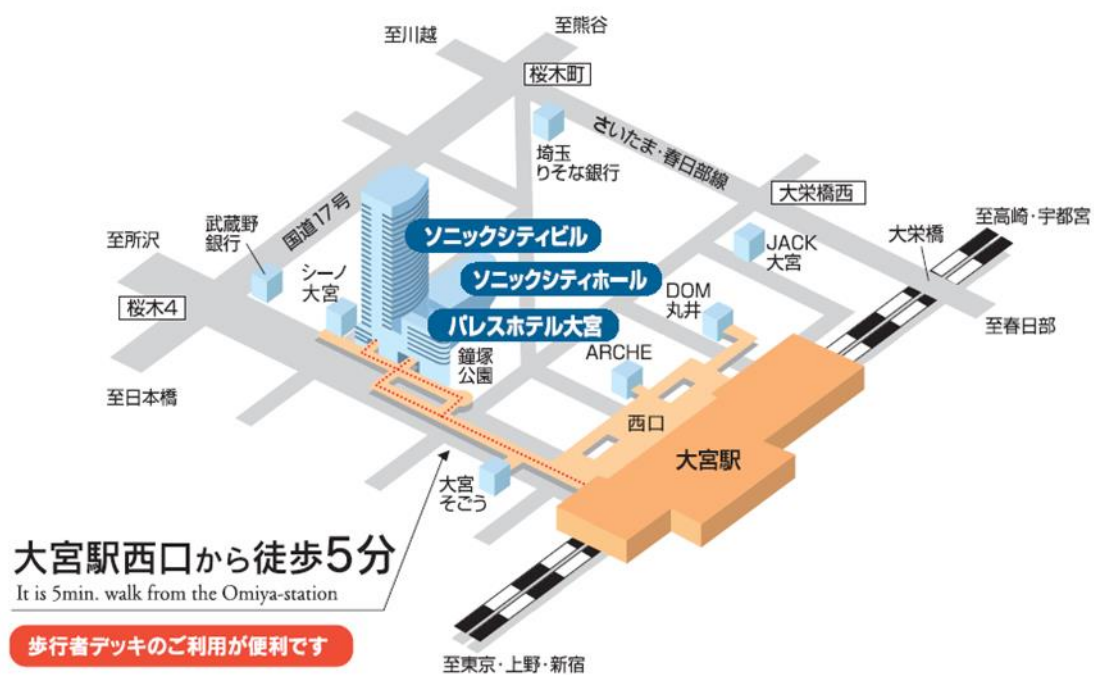 至川越
至熊谷
桜木町
さいたま・春日部線
埼玉
りそな銀行
大栄橋西
至高崎・宇都宮
大栄橋
国道17号
武蔵野
銀行
至所沢
ソニックシティビル
JACK
大宮
シーノ
大宮
ソニックシティホール
DOM
丸井
桜木4
パレスホテル大宮
至春日部
鐘塚
公園
ARCHE
至日本橋
西口
大宮駅
大宮
そごう
大宮駅西口から徒歩5分
It is 5min. walk from the Omiya-station
歩行者デッキのご利用が便利です
至東京・上野・新宿